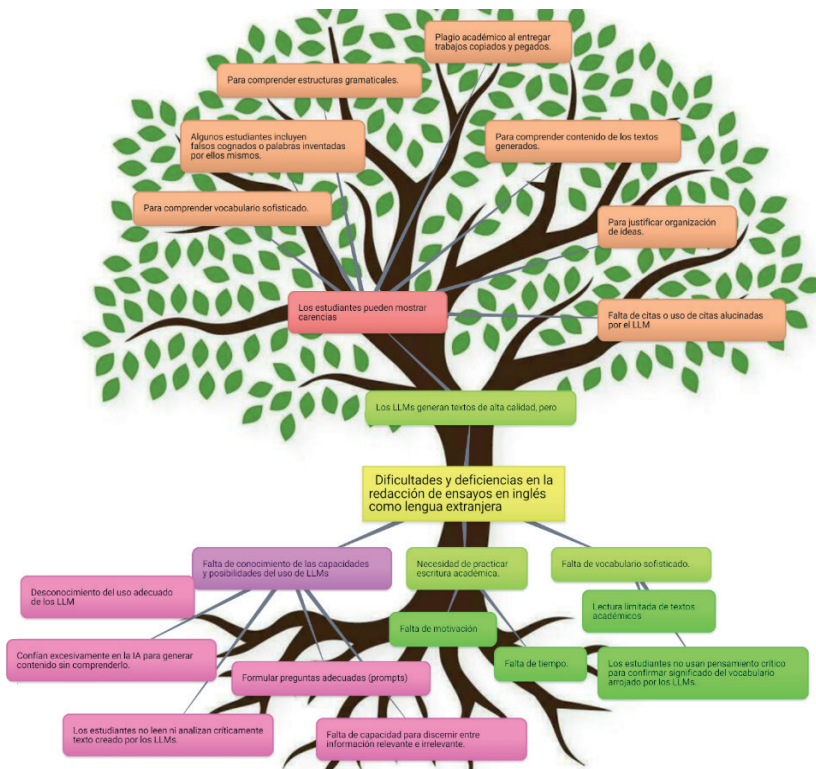 Plagio académico al entregar
trabajos copiados y pegados.
Para comprender estructuras gramaticales.
Algunos estudiantes incluyen
falsos cognados o palabras inventadas
por ellos mismos.
Para comprender contenido de los textos
generados.
Para comprender vocabulario sofisticado.
Para justificar organización
de ideas.
Los estudiantes pueden mostrar
carencias
Falta de citas o uso de citas alucinadas
por el LLM
Los LLMs generan textos de alta calidad, pero
Dificultades y deficiencias en la
redacción de ensayos en inglés
como lengua extranjera
Falta de conocimiento de las capacidades
y posibilidades del uso de LLMs
Necesidad de practicar
escritura académica.
Falta de vocabulario sofisticado.
Desconocimiento del uso adecuado
de los LLM
Lectura limitada de textos
académicos
Falta de motivación
Confían excesivamente en la IA para generar
contenido sin comprenderlo.
Falta de tiempo.
Los estudiantes no usan pensamiento crítico
para confirmar significado del vocabulario
arrojado por los LLMs.
Formular preguntas adecuadas (prompts)
Los estudiantes no leen ni analizan críticamente
texto creado por los LLMs.
Falta de capacidad para discernir entre
información relevante e irrelevante.